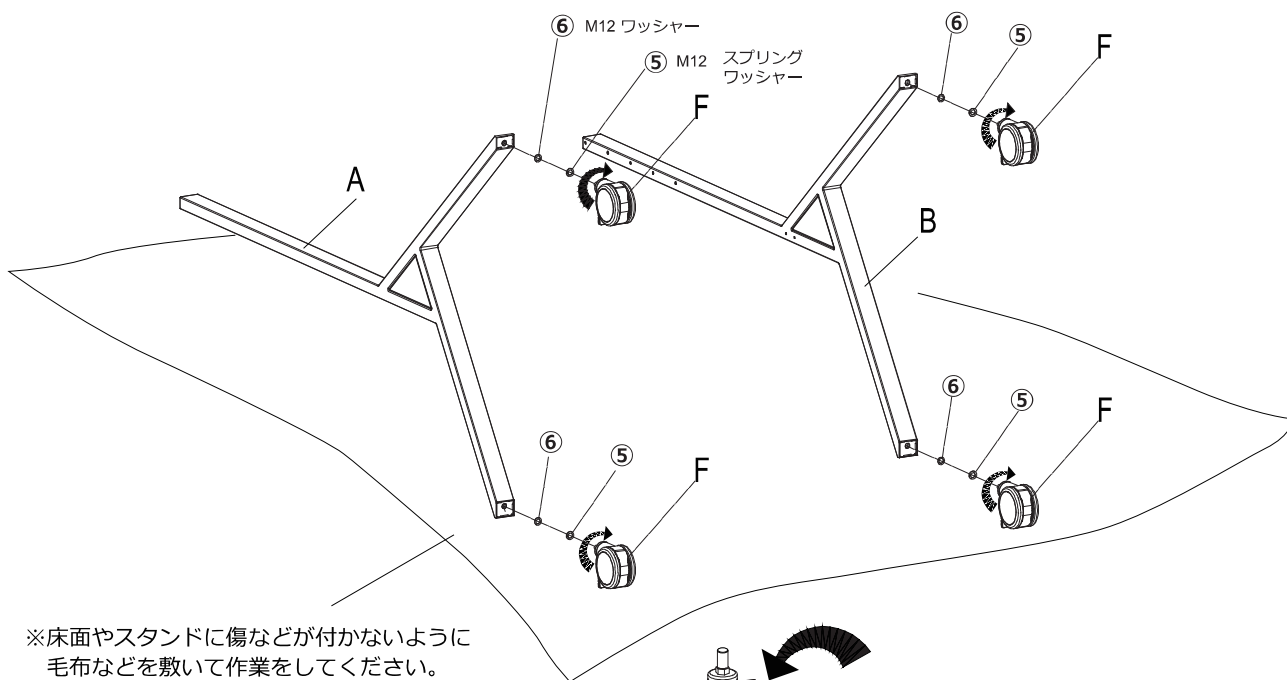 ⑥ M12 ワッシャー
⑤ M12 スプリング
ワッシャー
F
A
⑥
⑤
F
B
⑥
⑤
F
⑥
⑤
F
※床面やスタンドに傷などが付かないように
毛布などを敷いて作業をしてください。